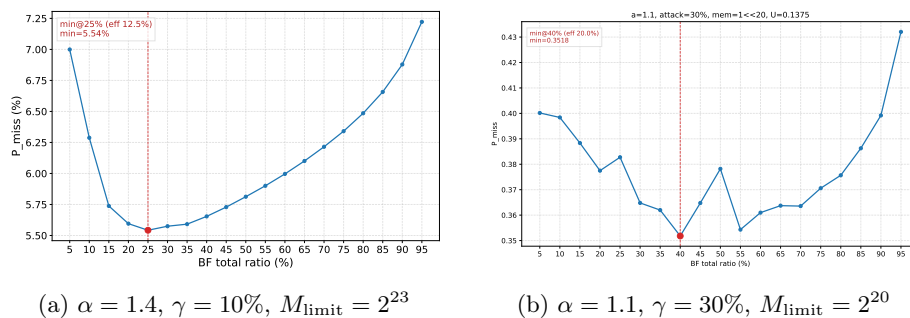 min@25% (eff 12.5%)
min=5.54%
7.25
7.00
6.75
6.50
6.25
6.00
5.75
5.50
P_miss (%)
5 10 15 20 25 30 35 40 45 50 55 60 65 70 75 80 85 90 95
BF total ratio (%)
(a) α = 1.4, γ = 10%, M_limit = 2^23
a=1.1, attack=30%, mem=1<<20, U=0.1375
min@40% (eff 20.0%)
min=0.3518
0.43
0.42
0.41
0.40
0.39
0.38
0.37
0.36
0.35
P_miss
5 10 15 20 25 30 35 40 45 50 55 60 65 70 75 80 85 90 95
BF total ratio (%)
(b) α = 1.1, γ = 30%, M_limit = 2^20